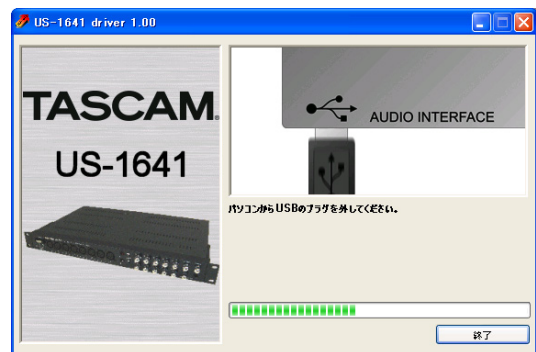 US-1641 driver 1.00
TASCAM.
US-1641
AUDIO INTERFACE
パソコンからUSBのプラグを外してください。
終了